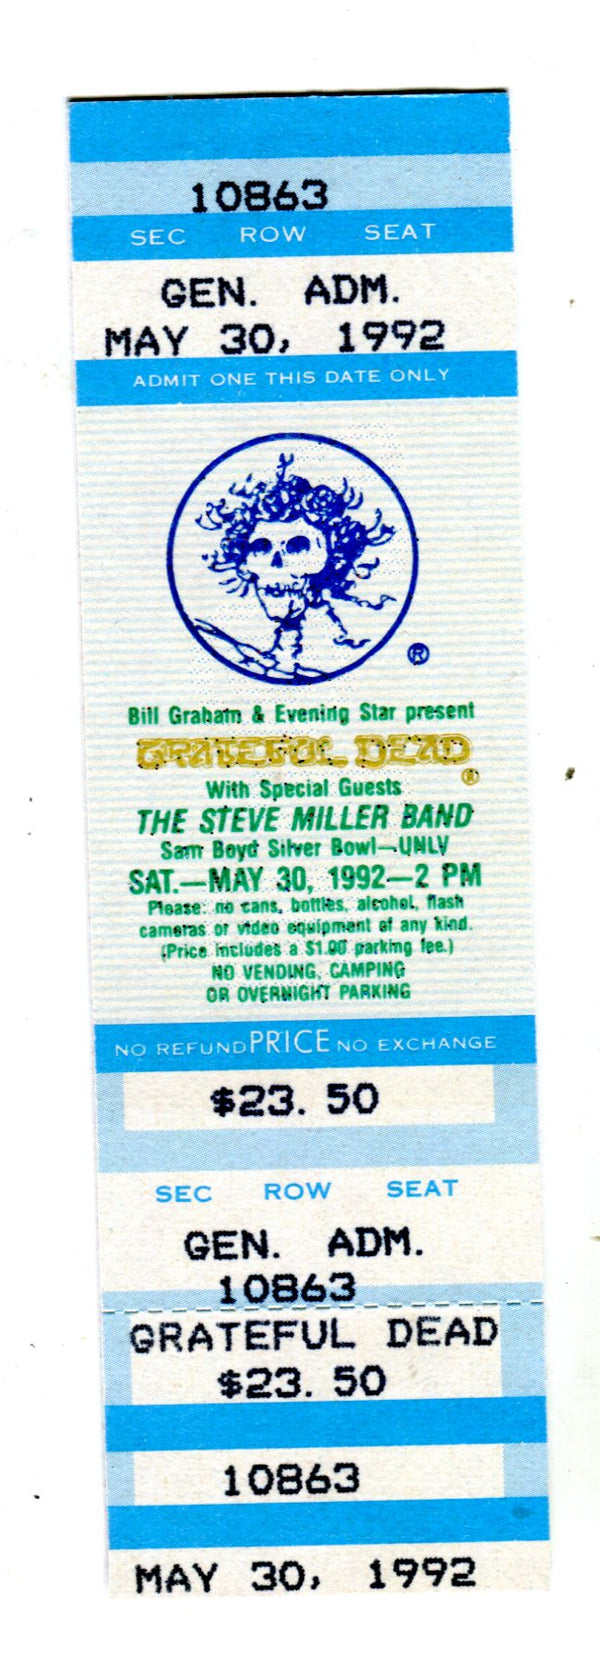 10863
SEC ROW SEAT
GEN. ADM.
MAY 30, 1992
ADMIT ONE THIS DATE ONLY
®
Bill Graham & Evening Star present
GRATEFUL DEAD
®
With Special Guests
THE STEVE MILLER BAND
Sam Boyd Silver Bowl—UNLV
SAT.—MAY 30, 1992—2 PM
Please: no cans, bottles, alcohol, flash
cameras or video equipment of any kind.
(Price includes a $1.00 parking fee.)
NO VENDING, CAMPING
OR OVERNIGHT PARKING
NO REFUND PRICE NO EXCHANGE
$23.50
SEC ROW SEAT
GEN. ADM.
10863
GRATEFUL DEAD
$23.50
10863
MAY 30, 1992